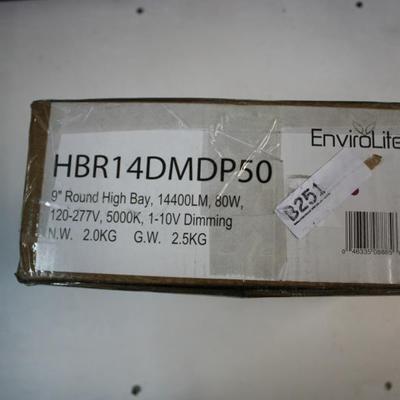 EnviroLite
HBR14DMDP50
9" Round High Bay, 14400LM, 80W,
120-277V, 5000K, 1-10V Dimming
N.W. 2.0KG G.W. 2.5KG
B251